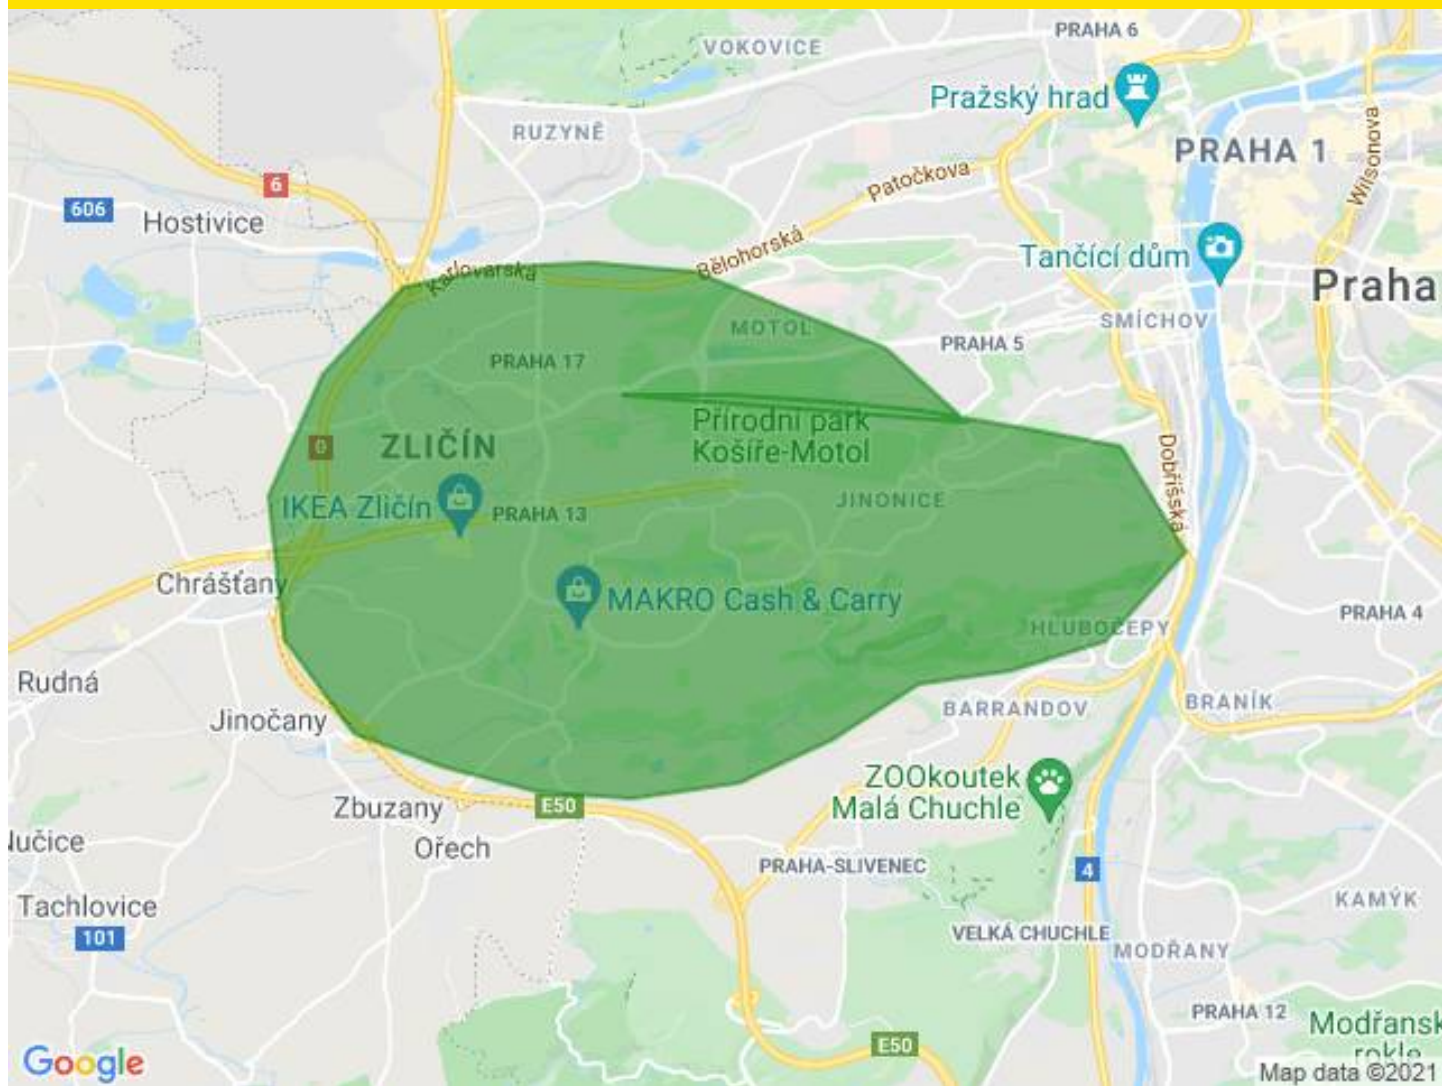 PRAHA 6
VOKOVICE
Pražský hrad
RUZYNĚ
PRAHA 1
Wilsonova
Patočkova
6
606
Hostivice
Bělohorská
Tančící dům
Karlovarská
Praha
SMÍCHOV
MOTOL
PRAHA 5
PRAHA 17
Přírodní park
Košíře-Motol
ZLIČÍN
0
Dobříšská
IKEA Zličín
PRAHA 13
JINONICE
Chrášťany
MAKRO Cash & Carry
PRAHA 4
HLUBOČEPY
Rudná
BARRANDOV
BRANÍK
Jinočany
ZOOkoutek
Malá Chuchle
Zbuzany
E50
Nučice
Ořech
PRAHA-SLIVENEC
4
Tachlovice
KAMÝK
101
VELKÁ CHUCHLE
MODŘANY
PRAHA 12
Modřansk
rokle
E50
Google
Map data ©2021